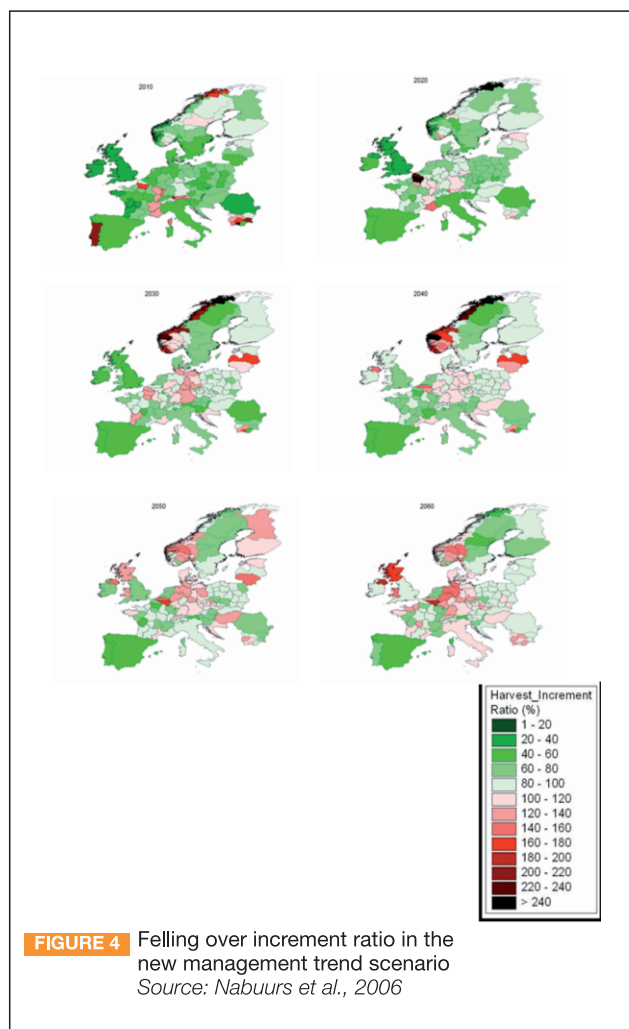 2010
2020
2030
2040
2050
2060
Harvest_Increment
Ratio (%)
1 - 20
20 - 40
40 - 60
60 - 80
80 - 100
100 - 120
120 - 140
140 - 160
160 - 180
180 - 200
200 - 220
220 - 240
> 240
FIGURE 4 Felling over increment ratio in the
new management trend scenario
Source: Nabuurs et al., 2006